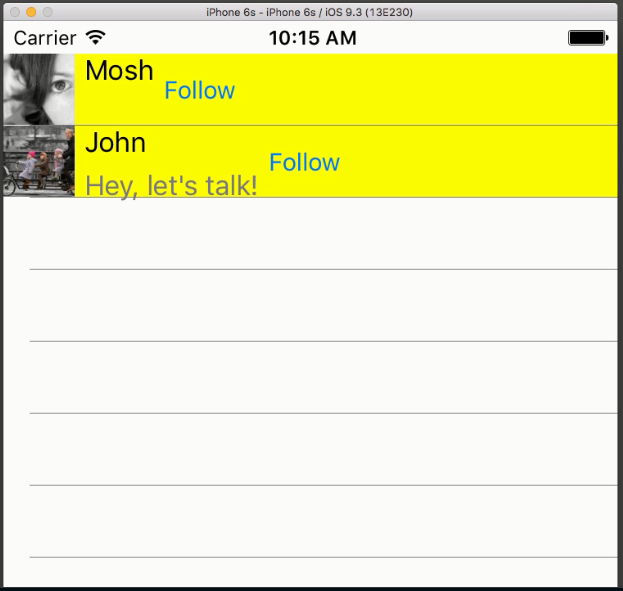 iPhone 6s - iPhone 6s / iOS 9.3 (13E230)
Carrier 10:15 AM
Mosh
Follow
John
Follow
Hey, let's talk!